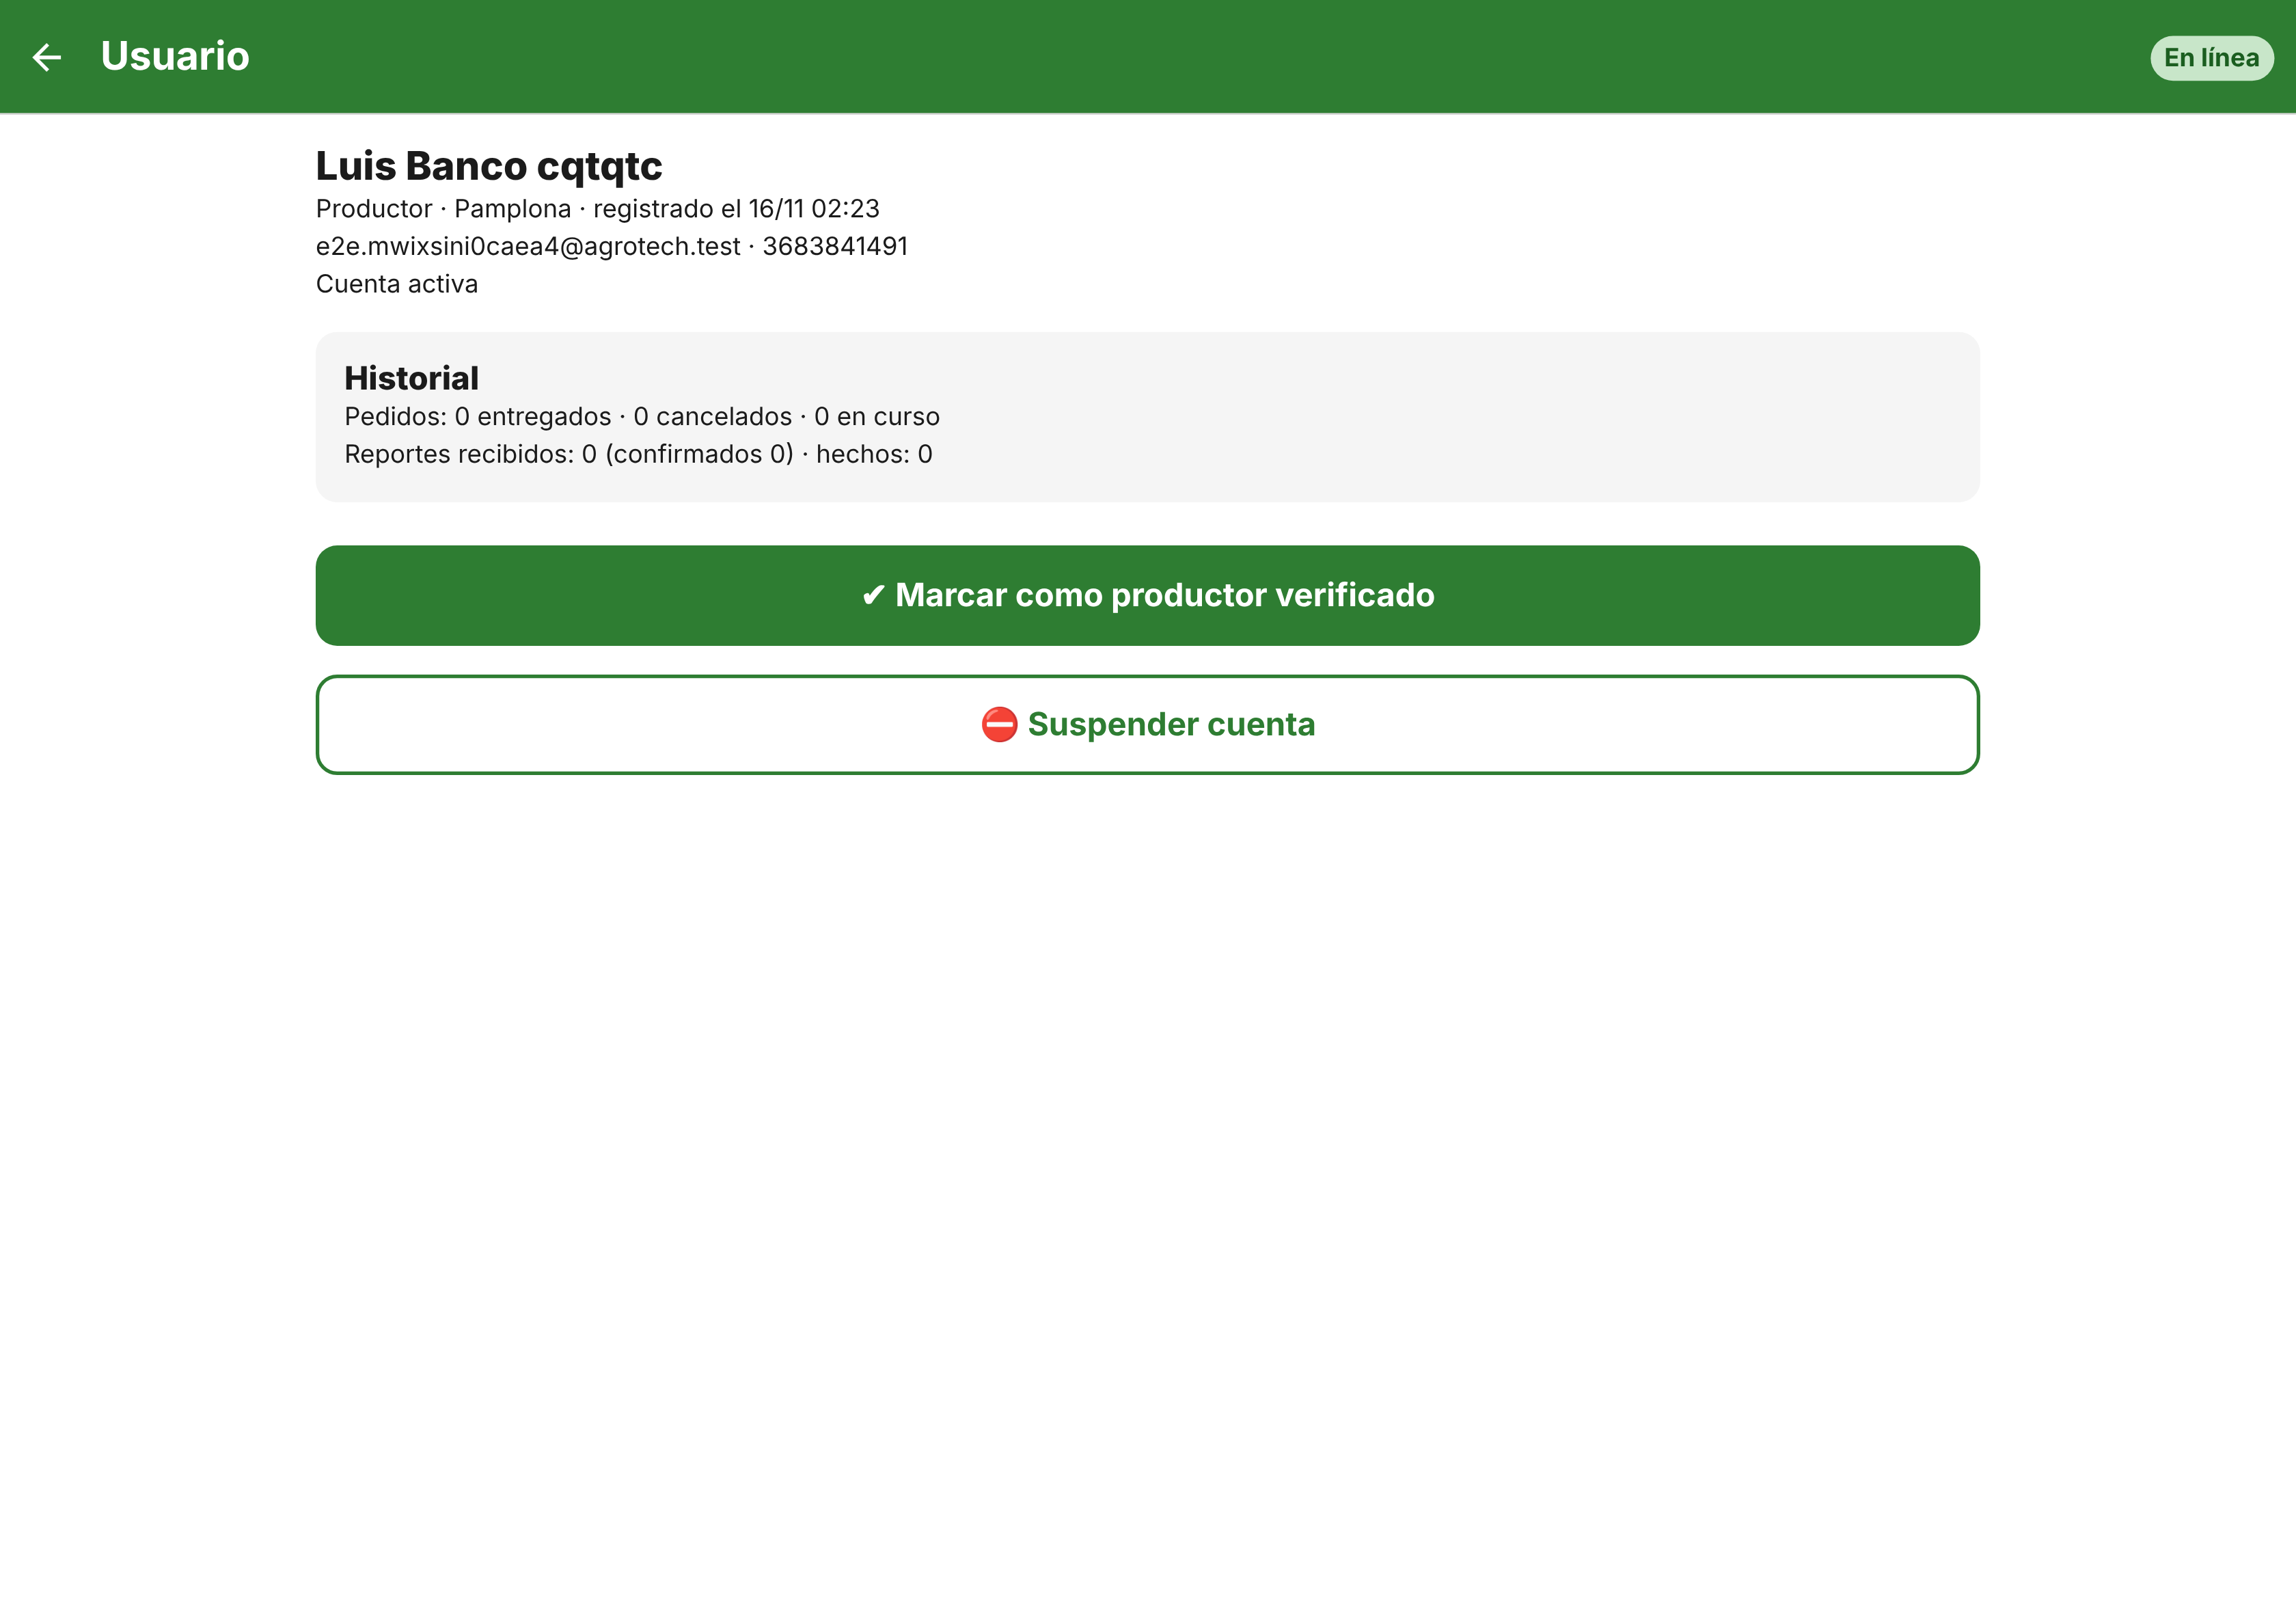 Usuario
En línea
Luis Banco cqtqtc
Productor · Pamplona · registrado el 16/11 02:23
e2e.mwixsini0caea4@agrotech.test · 3683841491
Cuenta activa
Historial
Pedidos: 0 entregados · 0 cancelados · 0 en curso
Reportes recibidos: 0 (confirmados 0) · hechos: 0
✔ Marcar como productor verificado
⛔ Suspender cuenta